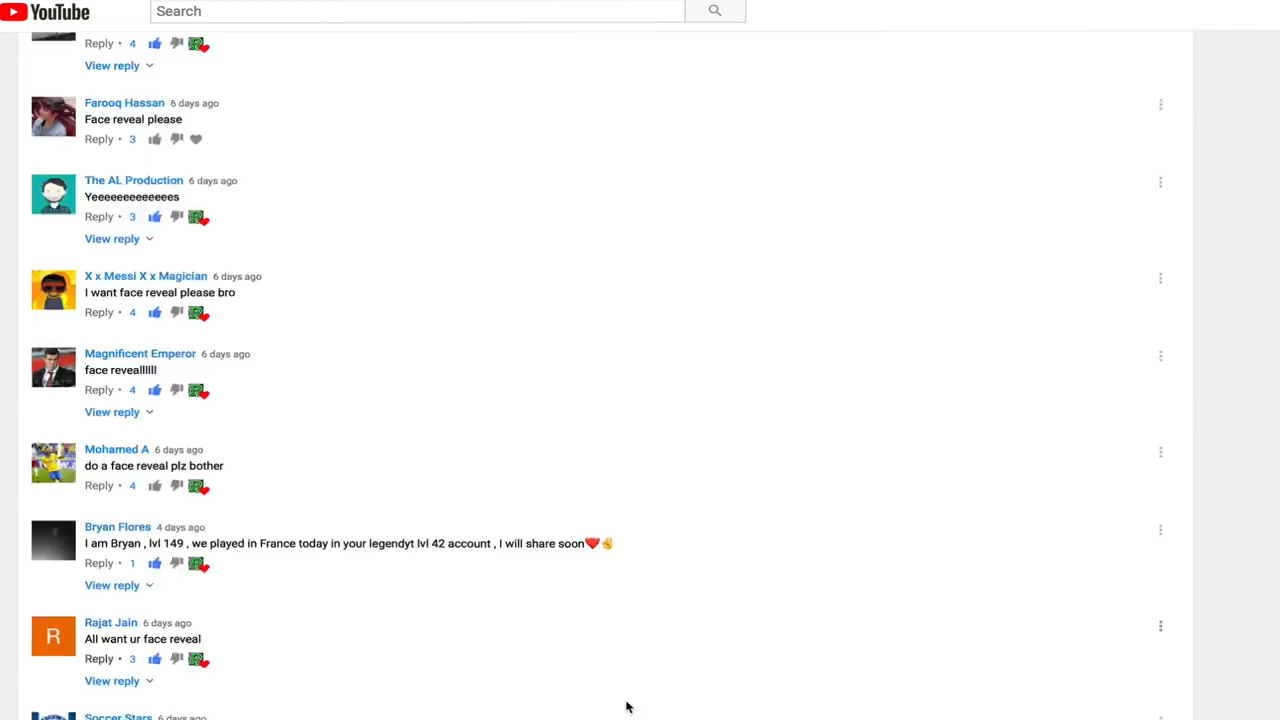 YouTube
Search
Reply • 4
View reply
Farooq Hassan 6 days ago
Face reveal please
Reply • 3
The AL Production 6 days ago
Yeeeeeeeeeeeees
Reply • 3
View reply
X x Messi X x Magician 6 days ago
I want face reveal please bro
Reply • 4
Magnificent Emperor 6 days ago
face revealllllll
Reply • 4
View reply
Mohamed A 6 days ago
do a face reveal plz bother
Reply • 4
Bryan Flores 4 days ago
I am Bryan , lvl 149 , we played in France today in your legendyt lvl 42 account , I will share soon❤️✌️
Reply • 1
View reply
R
Rajat Jain 6 days ago
All want ur face reveal
Reply • 3
View reply
Soccer Stars 6 days ago